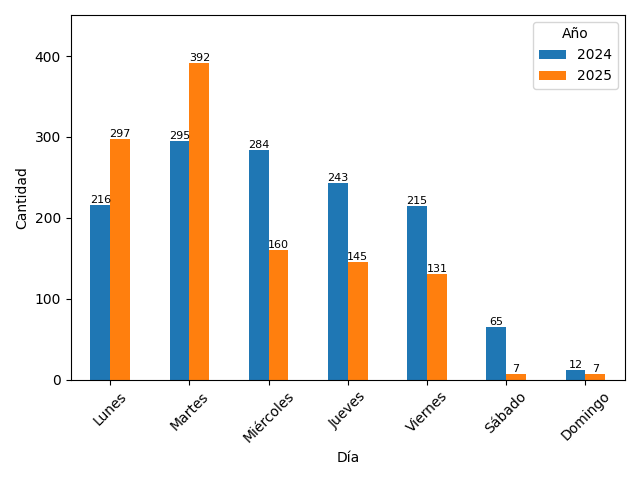 Año
2024
2025
400
300
200
100
0
Cantidad
216
297
295
392
284
160
243
145
215
131
65
7
12
7
Lunes
Martes
Miércoles
Jueves
Viernes
Sábado
Domingo
Día